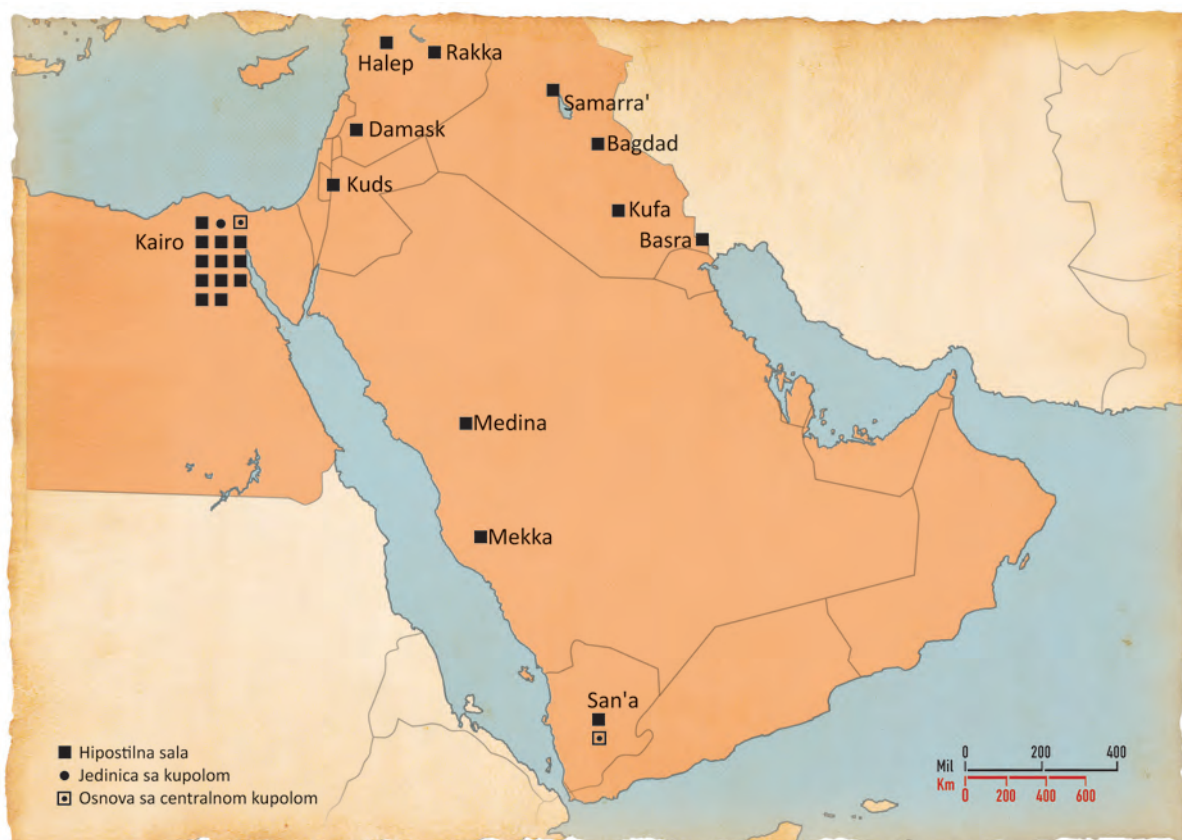 Halep
Rakka
Samarra'
Damask
Bagdad
Kuds
Kufa
Kairo
Basra
Medina
Mekka
San'a
Hipostilna sala
Jedinica sa kupolom
Osnova sa centralnom kupolom
0 200 400
Mil
Km
0 200 400 600